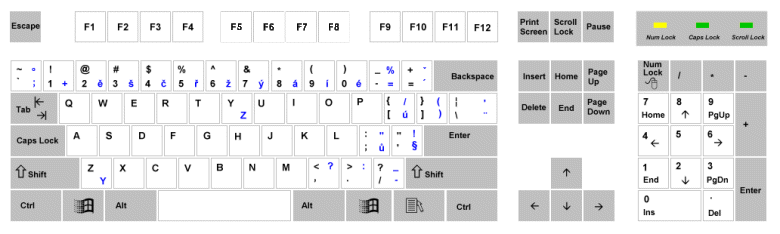 Escape F1 F2 F3 F4 F5 F6 F7 F8 F9 F10 F11 F12 Print Screen Scroll Lock Pause Num Lock Caps Lock Scroll Lock
~ ° ! @ # $ % ^ & * ( ) _ % + ˇ Backspace Insert Home Page Up Num Lock / * -
` ; 1 + 2 ě 3 š 4 č 5 ř 6 ž 7 ý 8 á 9 í 0 é - = = ´
Tab Q W E R T Y Z U I O P { / [ ú } ( ] ) | ' \ ¨ Delete End Page Down 7 Home 8 ↑ 9 PgUp +
Caps Lock A S D F G H J K L : " ; ů " ! ' § Enter 4 ← 5 6 →
⇧ Shift Z Y X C V B N M < ? , > : . ? _ / - ⇧ Shift ↑ 1 End 2 ↓ 3 PgDn Enter
Ctrl Alt Alt Ctrl ← ↓ → 0 Ins . Del